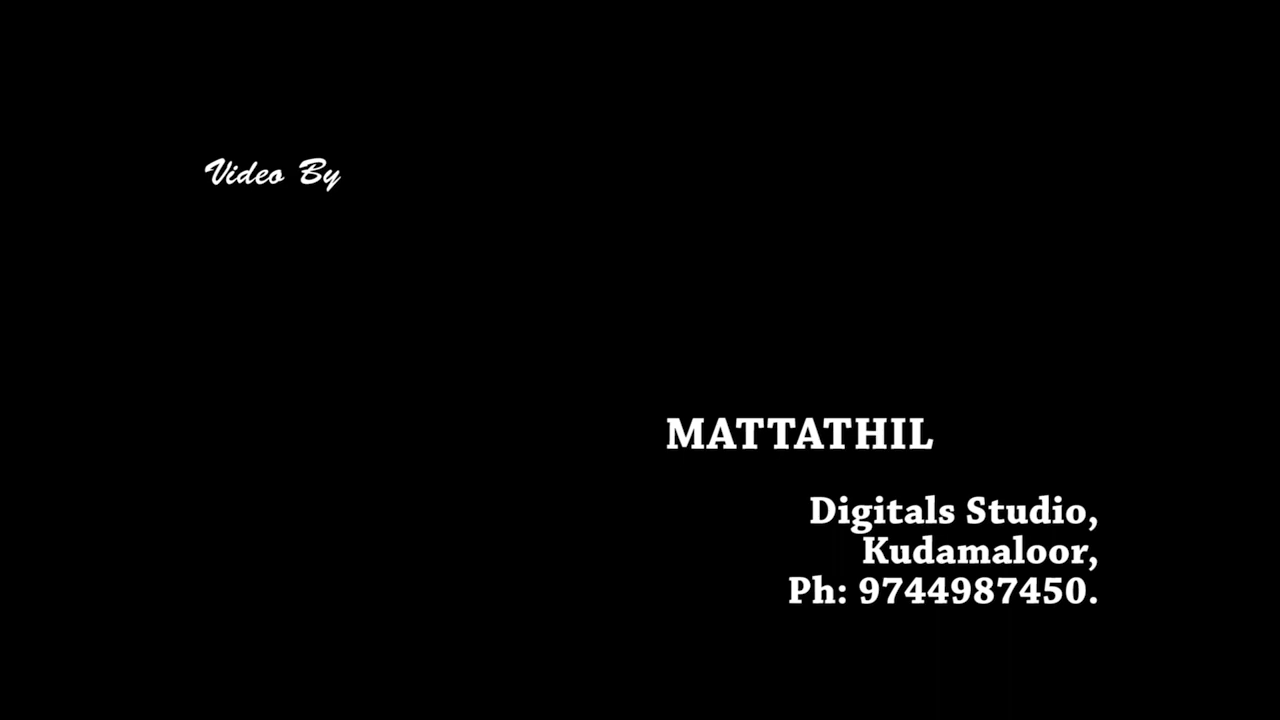 Video By
MATTATHIL
Digitals Studio,
Kudamaloor,
Ph: 9744987450.